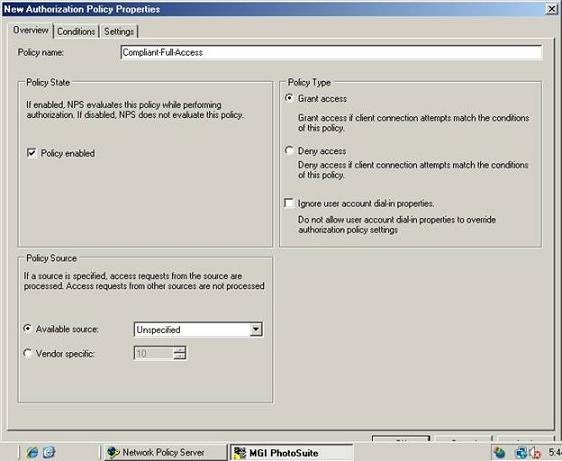 New Authorization Policy Properties
Overview Conditions Settings
Policy name: Compliant-Full-Access
Policy State
If enabled, NPS evaluates this policy while performing
authorization. If disabled, NPS does not evaluate this policy.
Policy enabled
Policy Type
Grant access
Grant access if client connection attempts match the conditions
of this policy.
Deny access
Deny access if client connection attempts match the conditions
of this policy.
Ignore user account dial-in properties.
Do not allow user account dial-in properties to override
authorization policy settings
Policy Source
If a source is specified, access requests from the source are
processed. Access requests from other sources are not processed
Available source: Unspecified
Vendor specific: 10
Network Policy Server MGI PhotoSuite